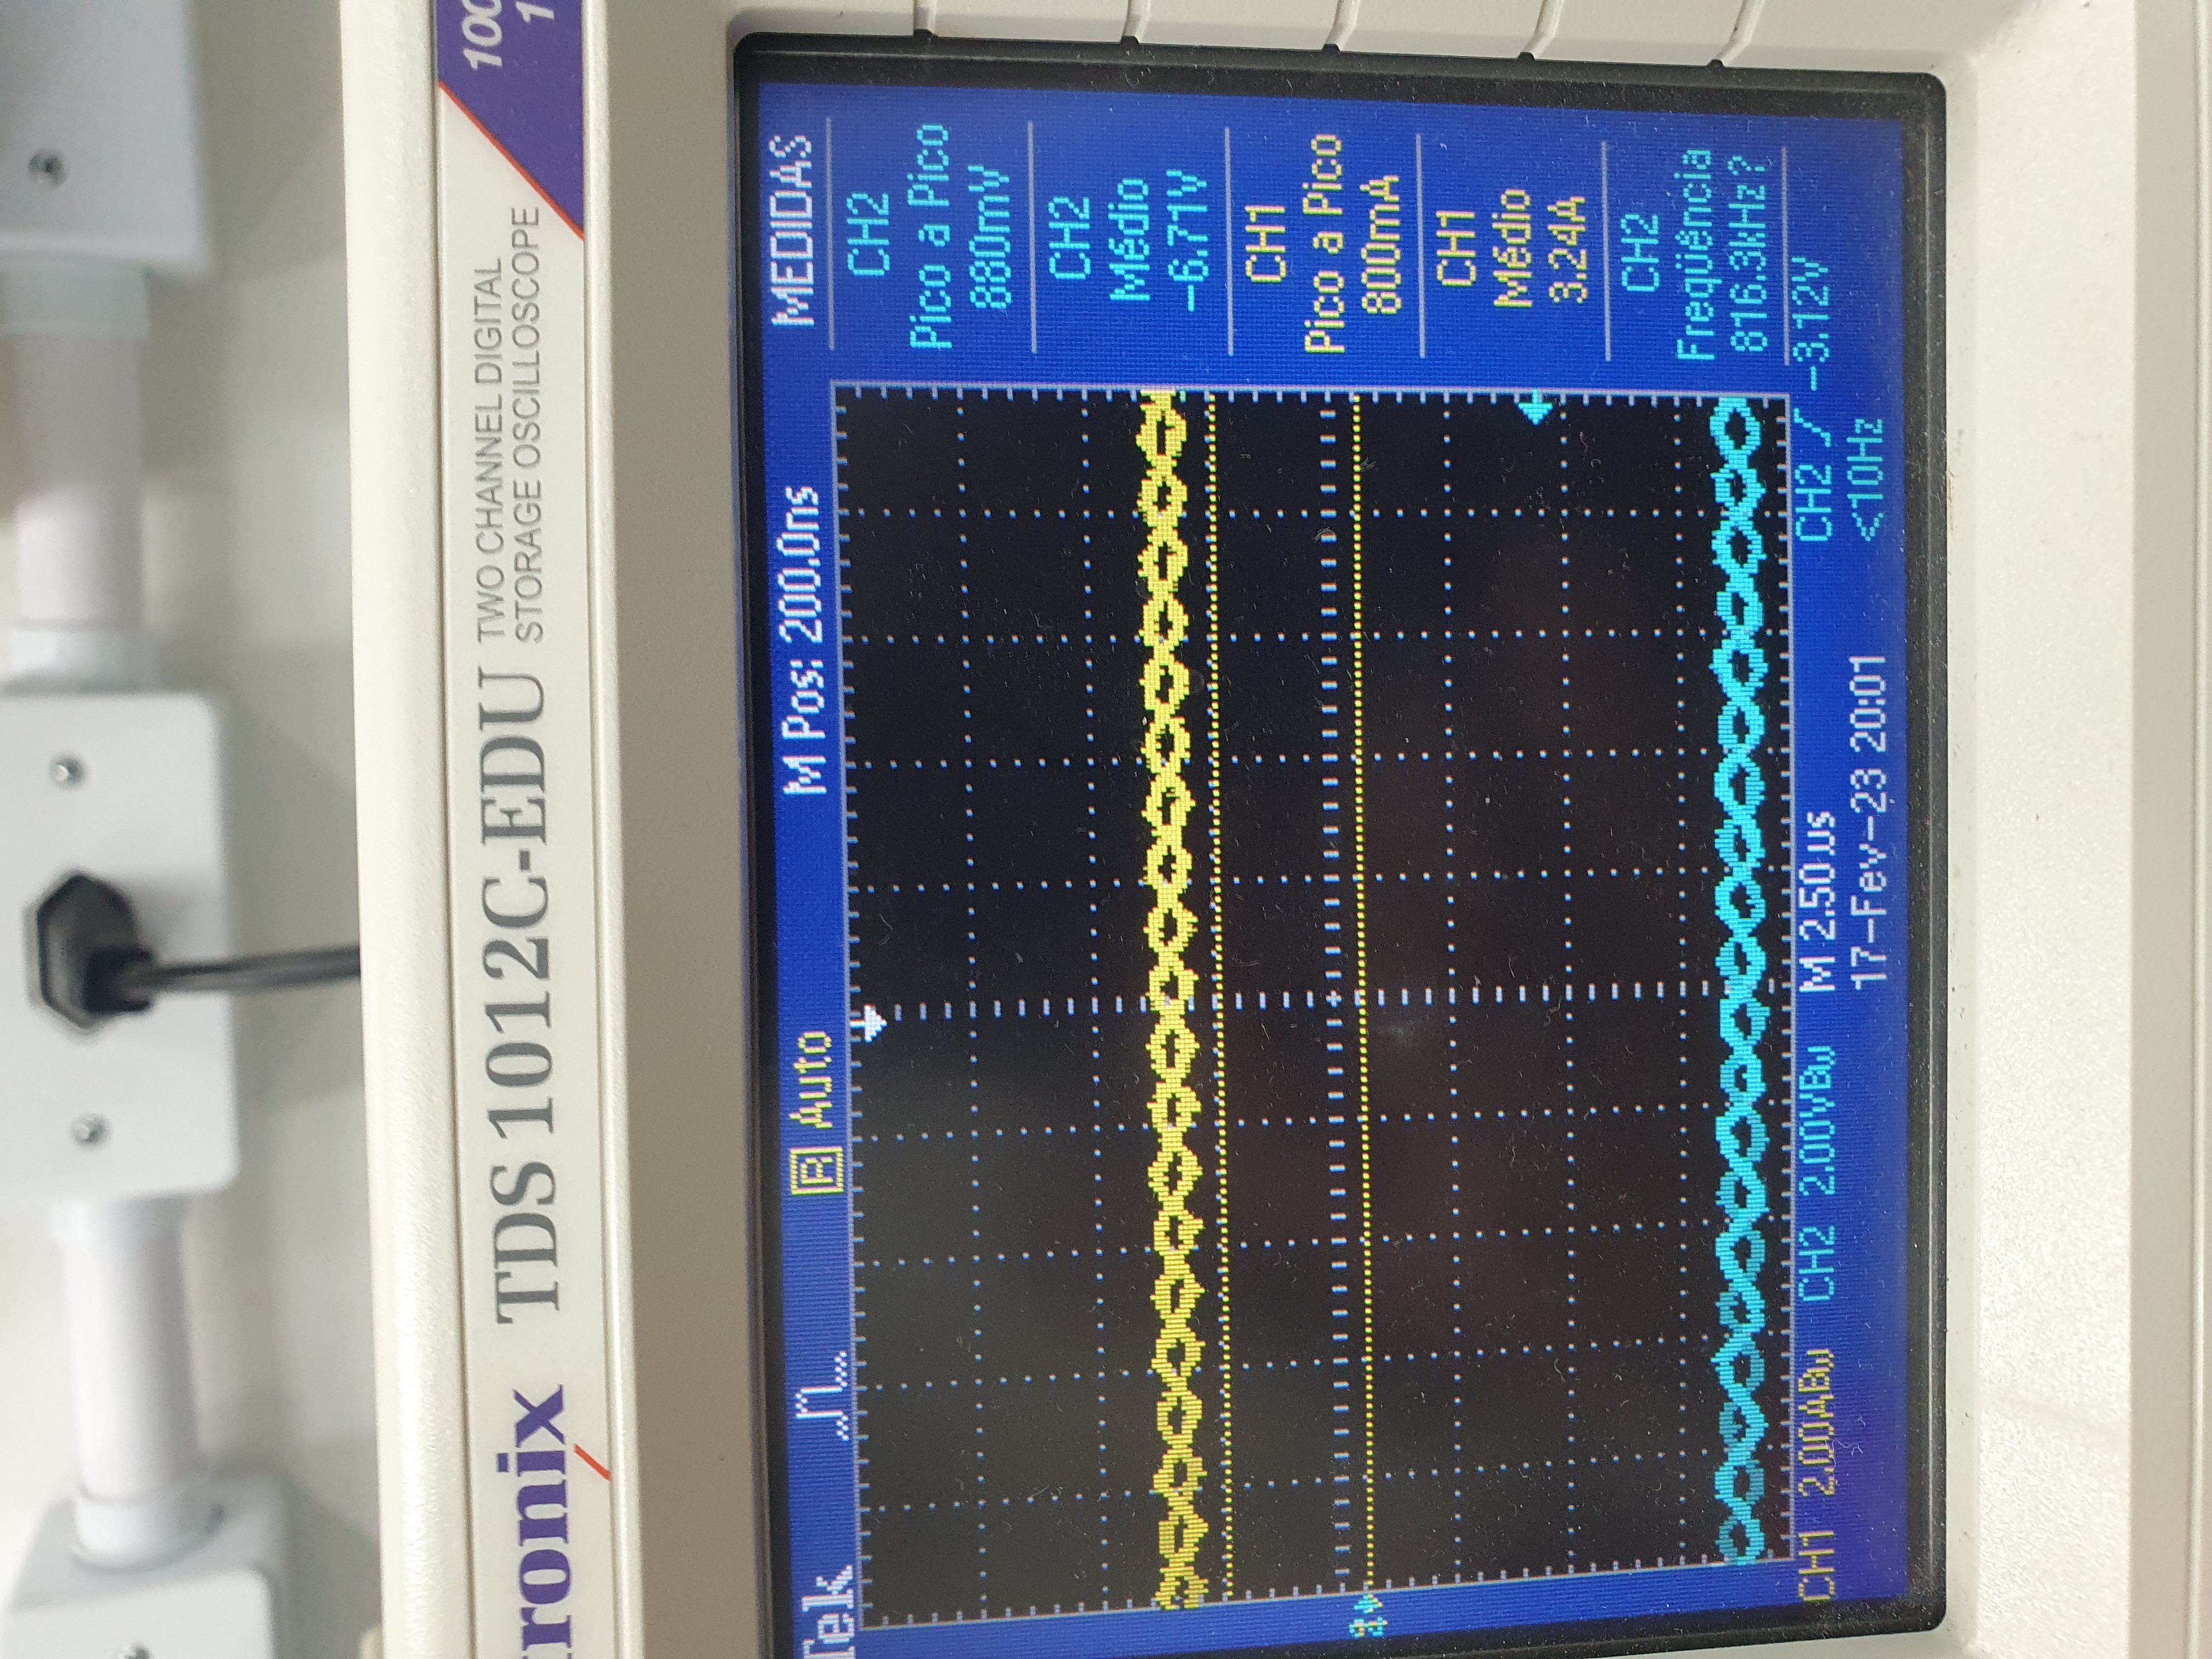 tronix TDS 1012C-EDU TWO CHANNEL DIGITAL
STORAGE OSCILLOSCOPE
100
1
Tek R Auto M Pos: 200.0ns MEDIDAS
CH2
Pico a Pico
880mV
CH2
Médio
-6.71V
CH1
Pico a Pico
800mA
CH1
Médio
3.24A
CH2
Freqüência
816.3kHz?
CH1 2.00ABw CH2 2.00VBw M 2.50us CH2 -3.12V
17-Fev-23 20:01 <10Hz